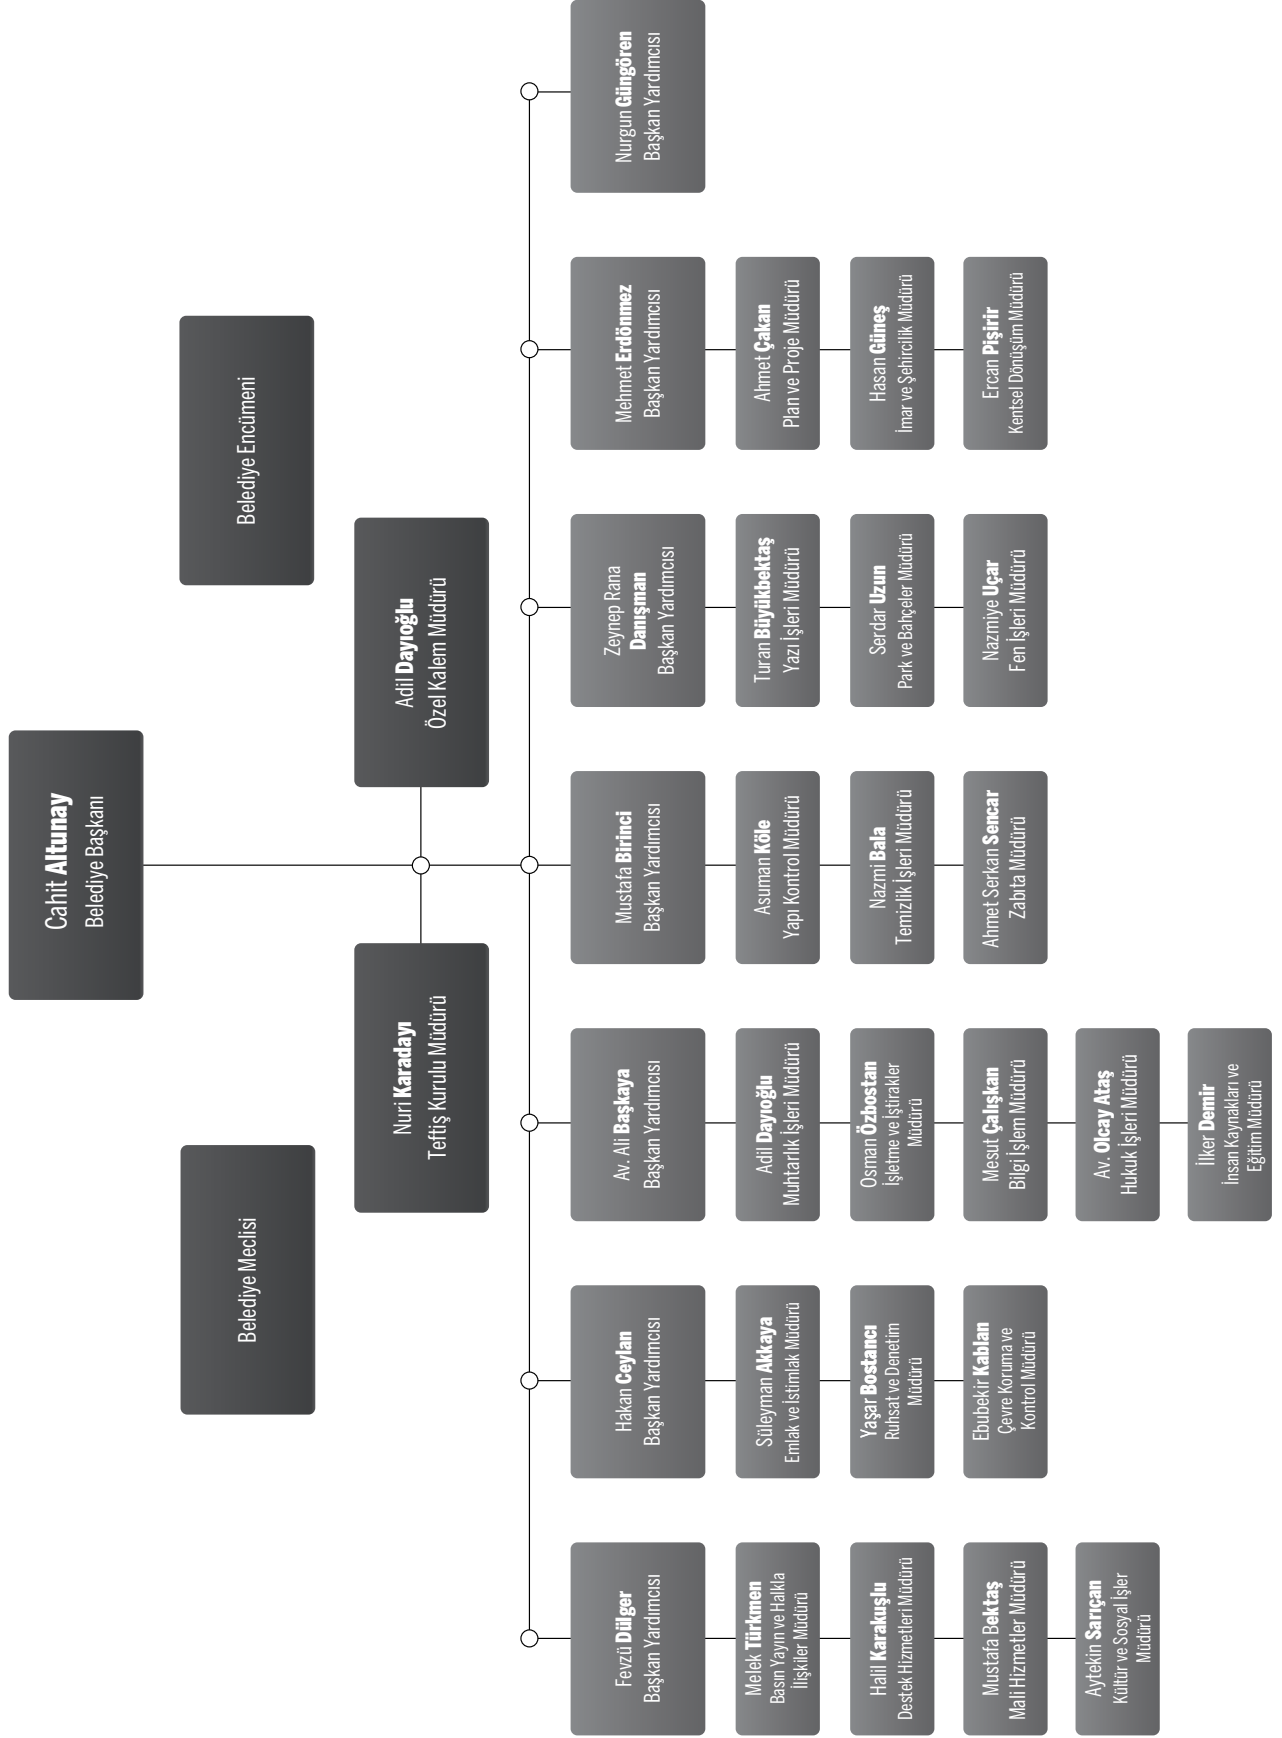 Cahit Altunay
Belediye Başkanı
Belediye Meclisi
Belediye Encümeni
Nuri Karadayı
Teftiş Kurulu Müdürü
Adil Dayıoğlu
Özel Kalem Müdürü
Fevzü Dülger
Başkan Yardımcısı
Melek Türkmen
Basın Yayın ve Halkla
İlişkiler Müdürü
Halil Karakuşlu
Destek Hizmetleri Müdürü
Mustafa Bektaş
Mali Hizmetler Müdürü
Aytekin Sarıçan
Kültür ve Sosyal İşler
Müdürü
Hakan Ceylan
Başkan Yardımcısı
Süleyman Akkaya
Emlak ve İstimlak Müdürü
Yaşar Bostancı
Ruhsat ve Denetim
Müdürü
Ebubekir Kablan
Çevre Koruma ve
Kontrol Müdürü
Av. Ali Başkaya
Başkan Yardımcısı
Adil Dayıoğlu
Muhtarlık İşleri Müdürü
Osman Özbostan
İşletme ve İştirakler
Müdürü
Mesut Çalışkan
Bilgi İşlem Müdürü
Av. Olcay Ataş
Hukuk İşleri Müdürü
İlker Demir
İnsan Kaynakları ve
Eğitim Müdürü
Mustafa Birinci
Başkan Yardımcısı
Asuman Köle
Yapı Kontrol Müdürü
Nazmi Bala
Temizlik İşleri Müdürü
Ahmet Serkan Sencar
Zabıta Müdürü
Zeynep Rana
Danışman
Başkan Yardımcısı
Turan Büyükbektaş
Yazı İşleri Müdürü
Serdar Uzun
Park ve Bahçeler Müdürü
Nazmiye Uçar
Fen İşleri Müdürü
Mehmet Erdönmez
Başkan Yardımcısı
Ahmet Çakan
Plan ve Proje Müdürü
Hasan Güneş
İmar ve Şehircilik Müdürü
Ercan Pişirir
Kentsel Dönüşüm Müdürü
Nurgun Güngören
Başkan Yardımcısı